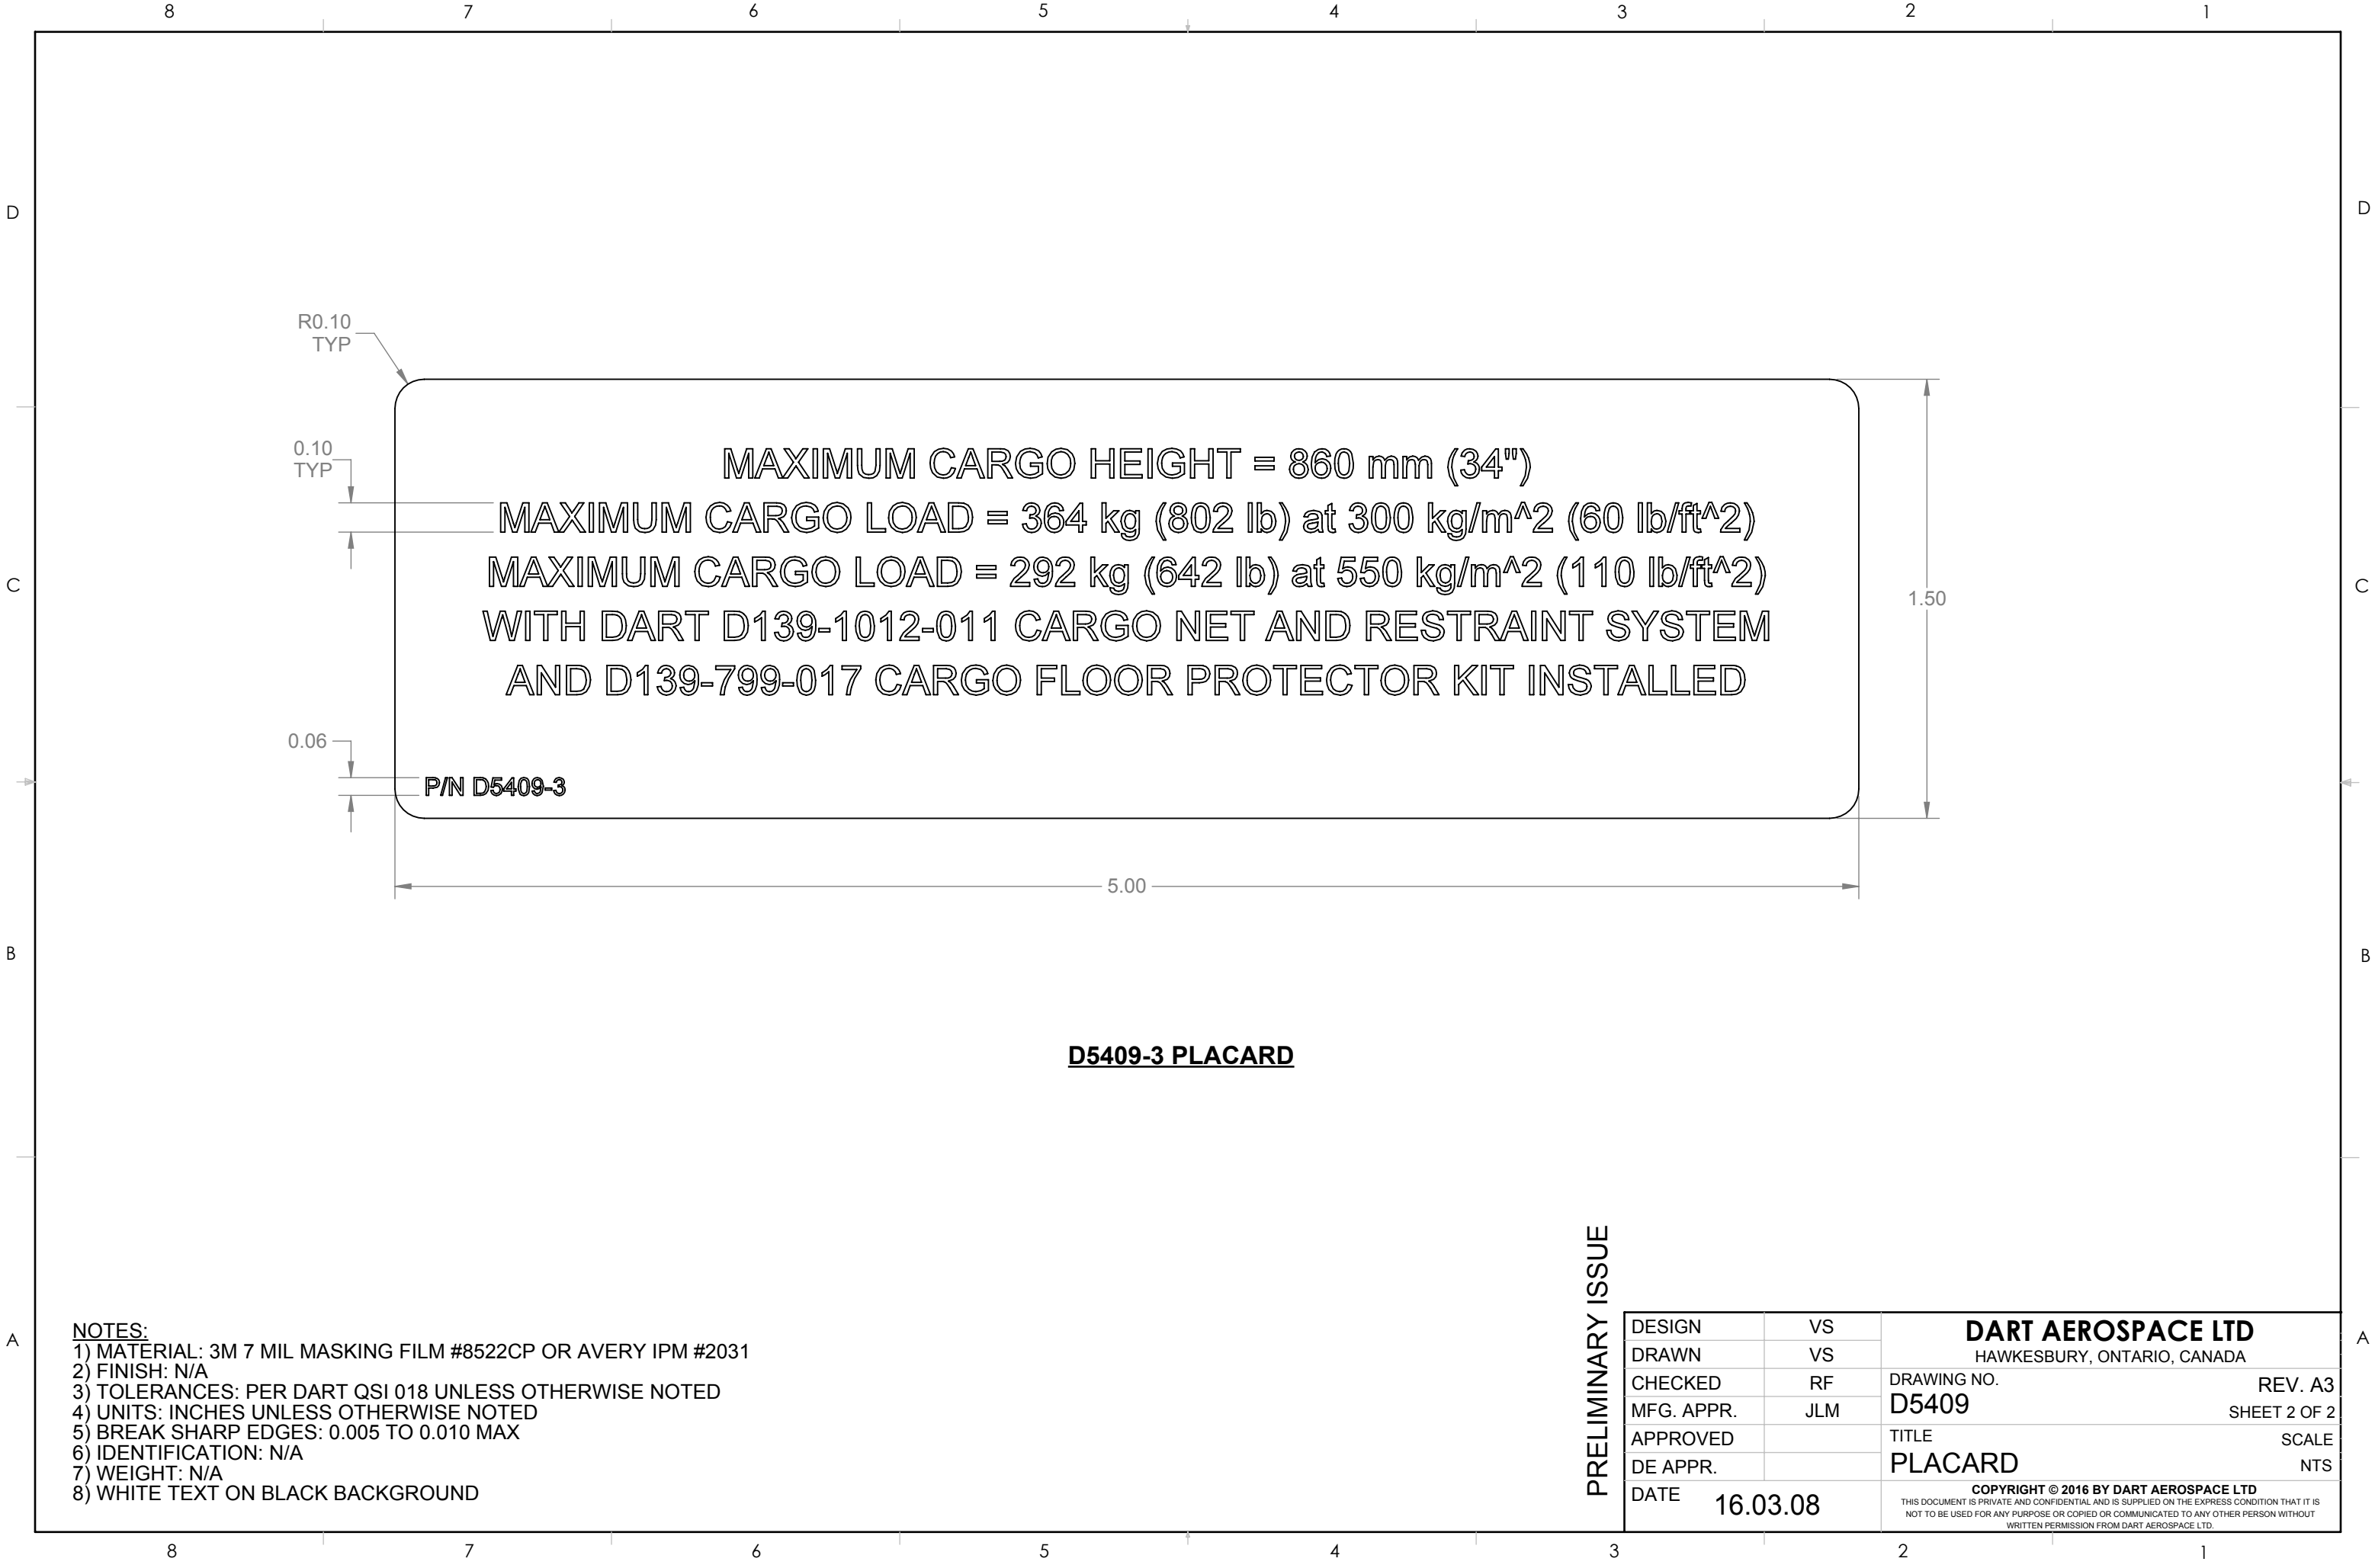 8 7 6 5 4 3 2 1
D D
R0.10
TYP
0.10
TYP
MAXIMUM CARGO HEIGHT = 860 mm (34")
MAXIMUM CARGO LOAD = 364 kg (802 lb) at 300 kg/m^2 (60 lb/ft^2)
MAXIMUM CARGO LOAD = 292 kg (642 lb) at 550 kg/m^2 (110 lb/ft^2)
WITH DART D139-1012-011 CARGO NET AND RESTRAINT SYSTEM
AND D139-799-017 CARGO FLOOR PROTECTOR KIT INSTALLED
C C
1.50
0.06
P/N D5409-3
5.00
B B
D5409-3 PLACARD
A A
NOTES:
1) MATERIAL: 3M 7 MIL MASKING FILM #8522CP OR AVERY IPM #2031
2) FINISH: N/A
3) TOLERANCES: PER DART QSI 018 UNLESS OTHERWISE NOTED
4) UNITS: INCHES UNLESS OTHERWISE NOTED
5) BREAK SHARP EDGES: 0.005 TO 0.010 MAX
6) IDENTIFICATION: N/A
7) WEIGHT: N/A
8) WHITE TEXT ON BLACK BACKGROUND
PRELIMINARY ISSUE
DESIGN VS
DRAWN VS
CHECKED RF
MFG. APPR. JLM
APPROVED
DE APPR.
DATE 16.03.08
DART AEROSPACE LTD
HAWKESBURY, ONTARIO, CANADA
DRAWING NO. REV. A3
D5409 SHEET 2 OF 2
TITLE SCALE
PLACARD NTS
COPYRIGHT © 2016 BY DART AEROSPACE LTD
THIS DOCUMENT IS PRIVATE AND CONFIDENTIAL AND IS SUPPLIED ON THE EXPRESS CONDITION THAT IT IS
NOT TO BE USED FOR ANY PURPOSE OR COPIED OR COMMUNICATED TO ANY OTHER PERSON WITHOUT
WRITTEN PERMISSION FROM DART AEROSPACE LTD.
8 7 6 5 4 3 2 1